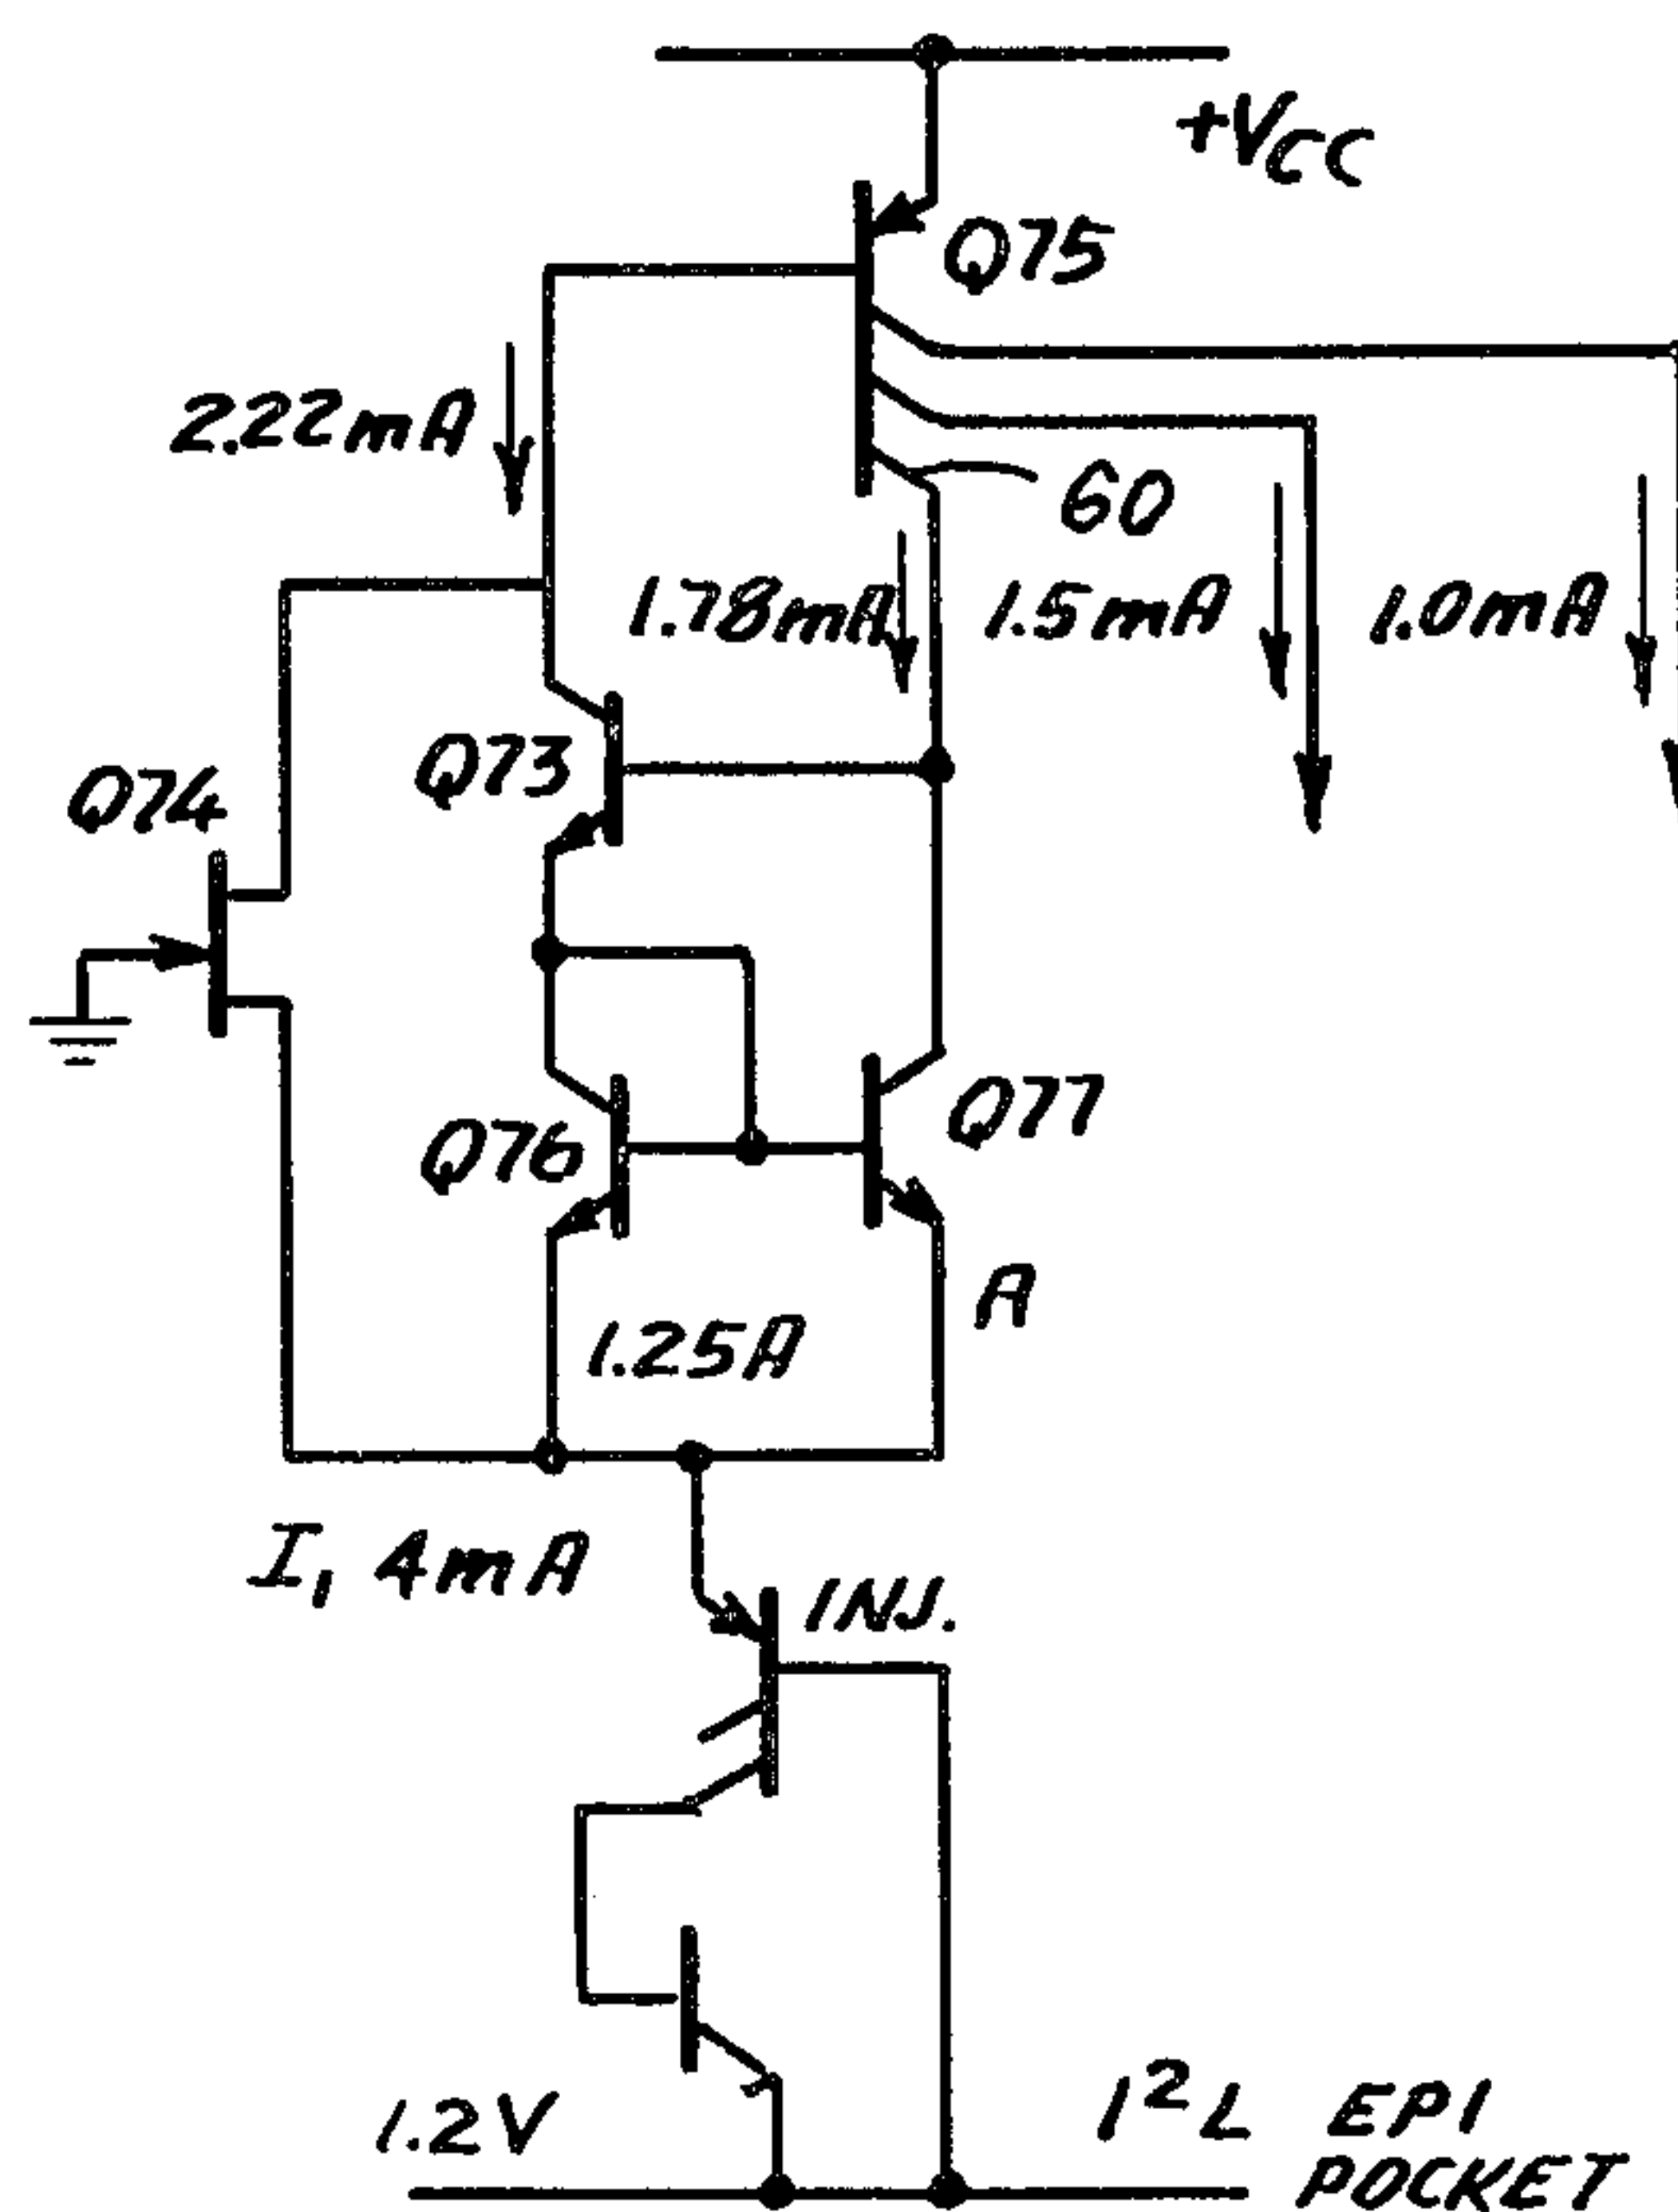 +VCC
Q75
2.22mA
60
1.78mA
1.5mA
1.0mA
Q73
Q74
Q76
Q77
A
1.25A
I1 4mA
INJ.
1.2V
I²L EPI
POCKET